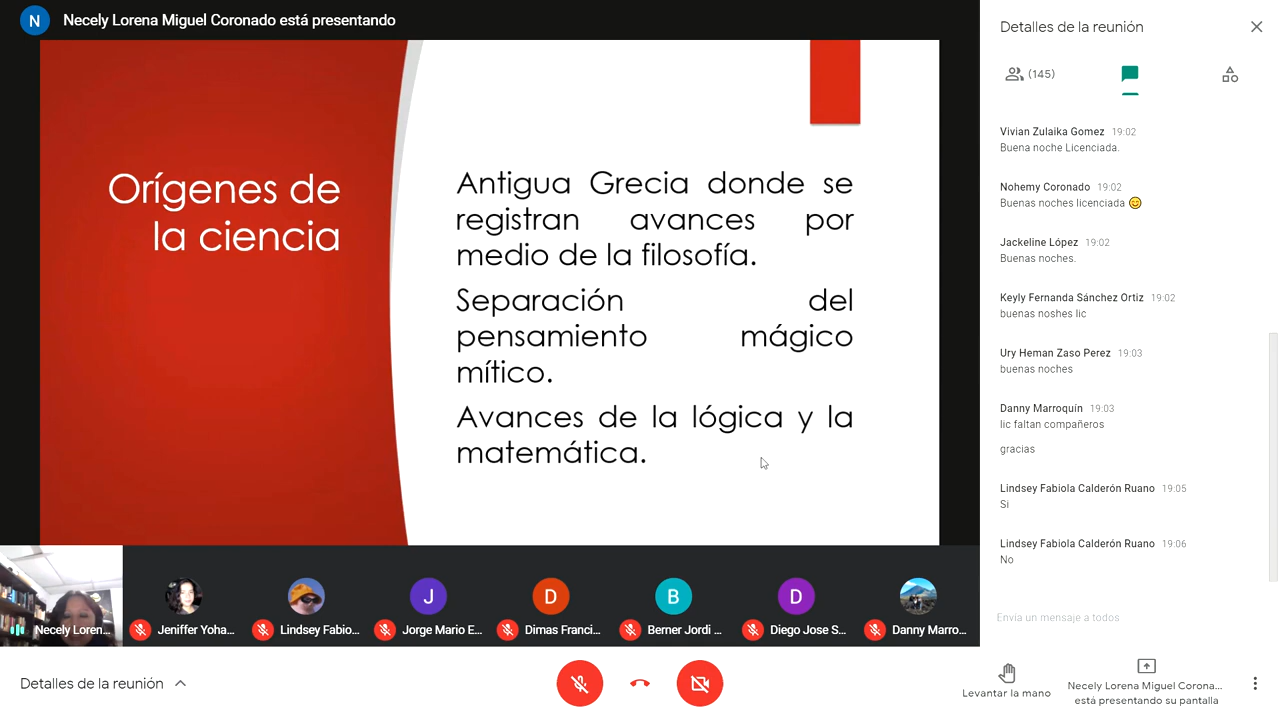 N Necely Lorena Miguel Coronado está presentando
Orígenes de
la ciencia
Antigua Grecia donde se
registran avances por
medio de la filosofía.
Separación del
pensamiento mágico
mítico.
Avances de la lógica y la
matemática.
Necely Loren...
Jeniffer Yoha...
Lindsey Fabio...
J
Jorge Mario E...
D
Dimas Franci...
B
Berner Jordi ...
D
Diego Jose S...
Danny Marro...
Detalles de la reunión
Detalles de la reunión
(145)
Vivian Zulaika Gomez 19:02
Buena noche Licenciada.
Nohemy Coronado 19:02
Buenas noches licenciada 😊
Jackeline López 19:02
Buenas noches.
Keyly Fernanda Sánchez Ortiz 19:02
buenas noshes lic
Ury Heman Zaso Perez 19:03
buenas noches
Danny Marroquín 19:03
lic faltan compañeros
gracias
Lindsey Fabiola Calderón Ruano 19:05
Si
Lindsey Fabiola Calderón Ruano 19:06
No
Envía un mensaje a todos
Levantar la mano
Necely Lorena Miguel Corona...
está presentando su pantalla